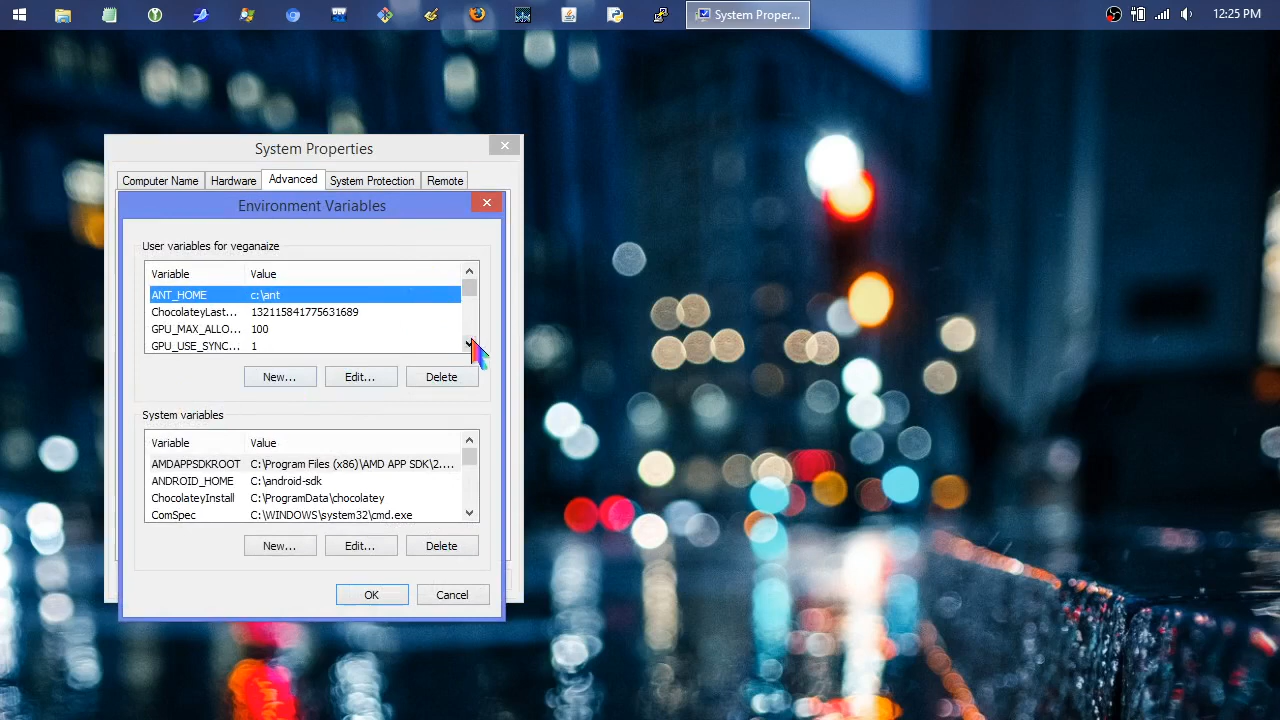 System Proper...
12:25 PM
System Properties
Computer Name
Hardware
Advanced
System Protection
Remote
Environment Variables
User variables for veganaize
Variable Value
ANT_HOME c:\ant
ChocolateyLast... 132115841775631689
GPU_MAX_ALLO... 100
GPU_USE_SYNC... 1
New... Edit... Delete
System variables
Variable Value
AMDAPPSDKROOT C:\Program Files (x86)\AMD APP SDK\2....
ANDROID_HOME C:\android-sdk
ChocolateyInstall C:\ProgramData\chocolatey
ComSpec C:\WINDOWS\system32\cmd.exe
New... Edit... Delete
OK Cancel